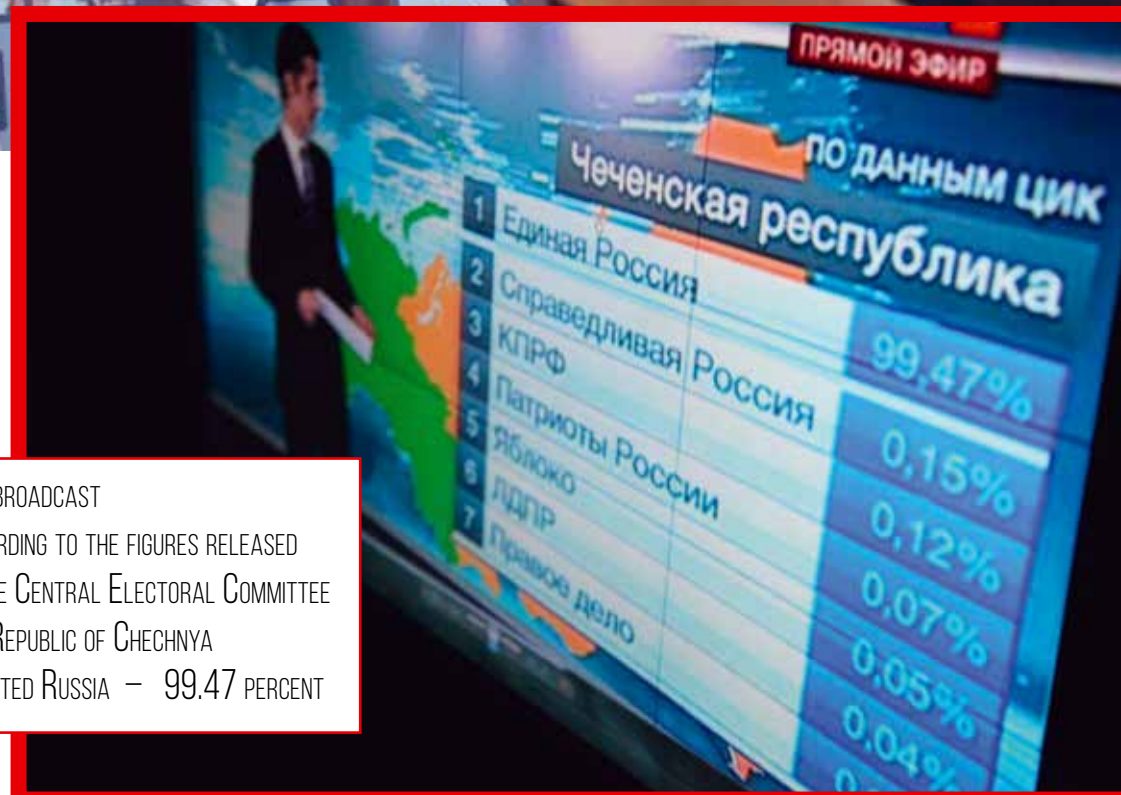 ПРЯМОЙ ЭФИР
ПО ДАННЫМ ЦИК
Чеченская республика
1 Единая Россия 99,47%
2 Справедливая Россия 0,15%
3 КПРФ 0,12%
4 Патриоты России 0,07%
5 Яблоко 0,05%
6 ЛДПР 0,04%
7 Правое дело
BROADCAST
RDING TO THE FIGURES RELEASED
E CENTRAL ELECTORAL COMMITTEE
REPUBLIC OF CHECHNYA
TED RUSSIA – 99.47 PERCENT